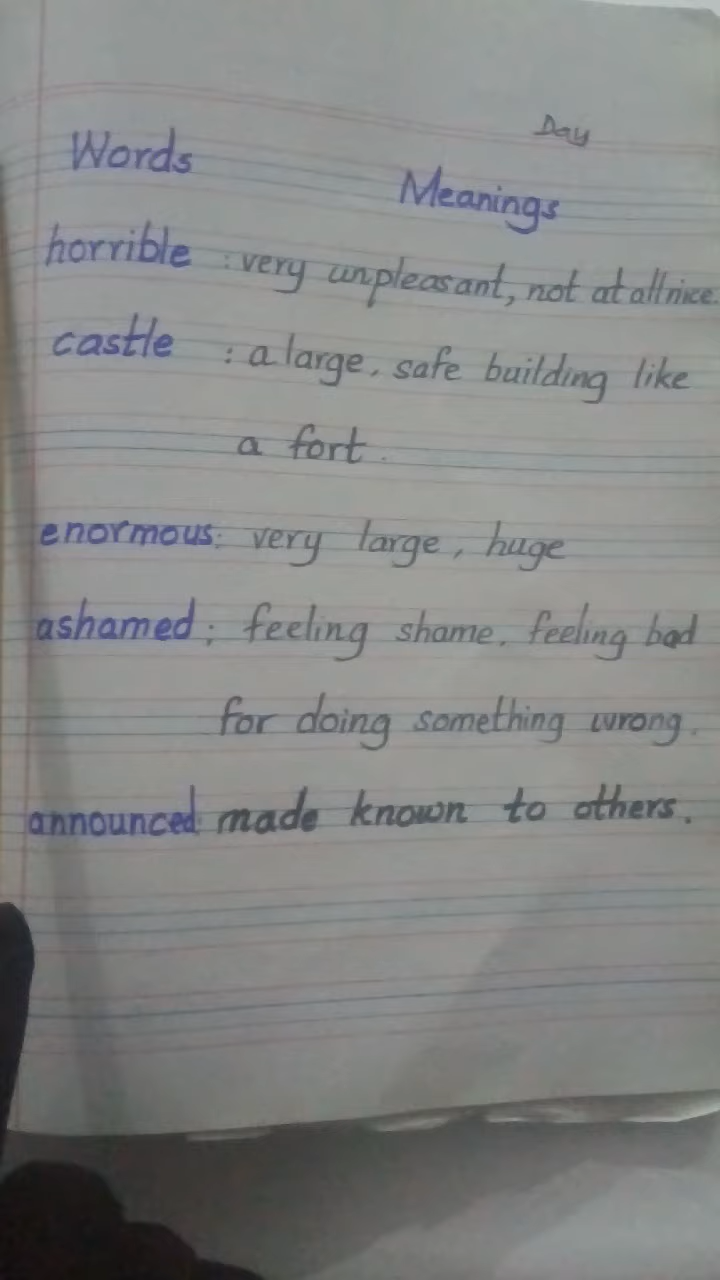 Day
Words
Meanings
horrible : very unpleasant, not at all nice.
castle : a large, safe building like
a fort.
enormous: very large, huge
ashamed: feeling shame, feeling bad
for doing something wrong.
announced: made known to others.